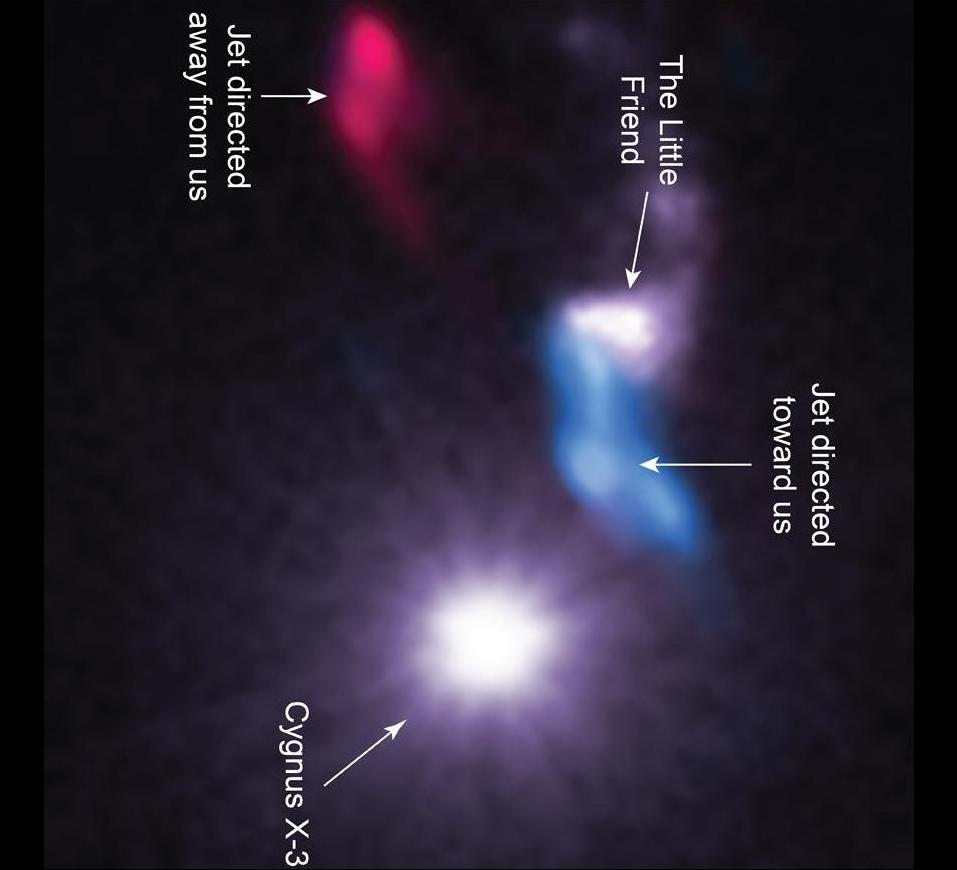 The Little
Friend
Jet directed
toward us
Jet directed
away from us
Cygnus X-3